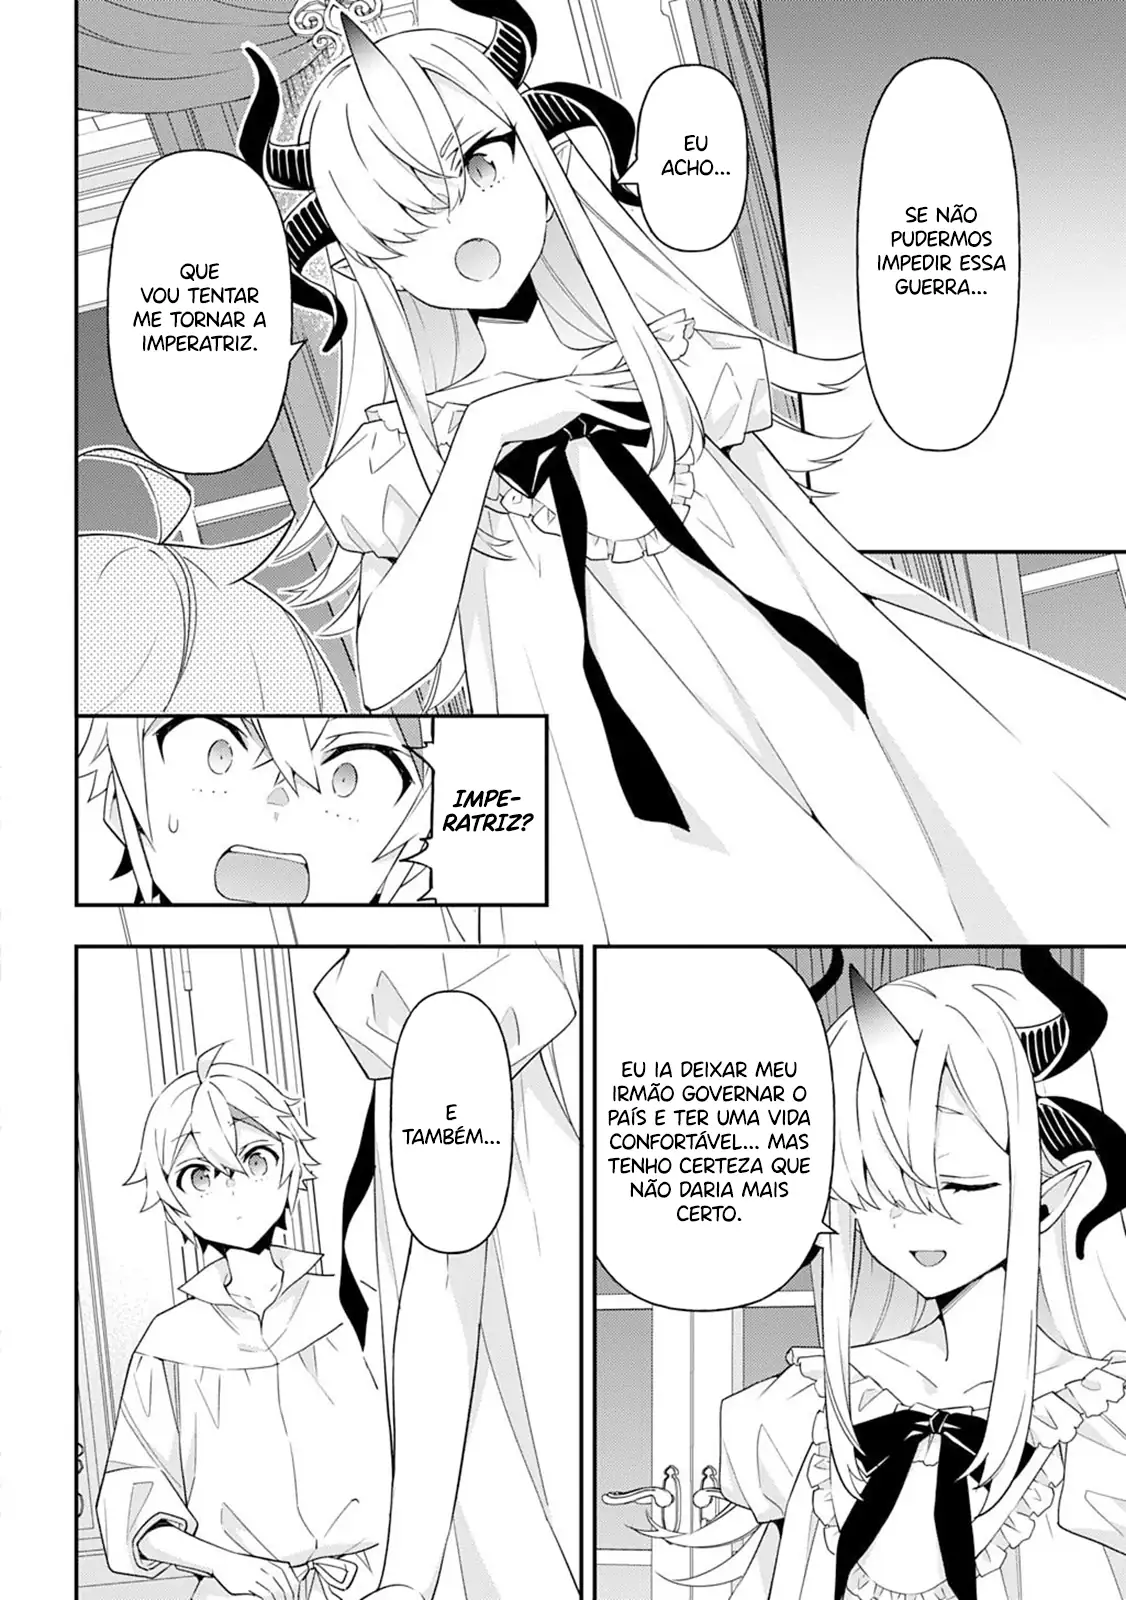 SE NÃO
PUDERMOS
IMPEDIR ESSA
GUERRA...
EU
ACHO...
QUE
VOU TENTAR
ME TORNAR A
IMPERATRIZ.
IMPE-
RATRIZ?
EU IA DEIXAR MEU
IRMÃO GOVERNAR O
PAÍS E TER UMA VIDA
CONFORTÁVEL... MAS
TENHO CERTEZA QUE
NÃO DARIA MAIS
CERTO.
E
TAMBÉM...